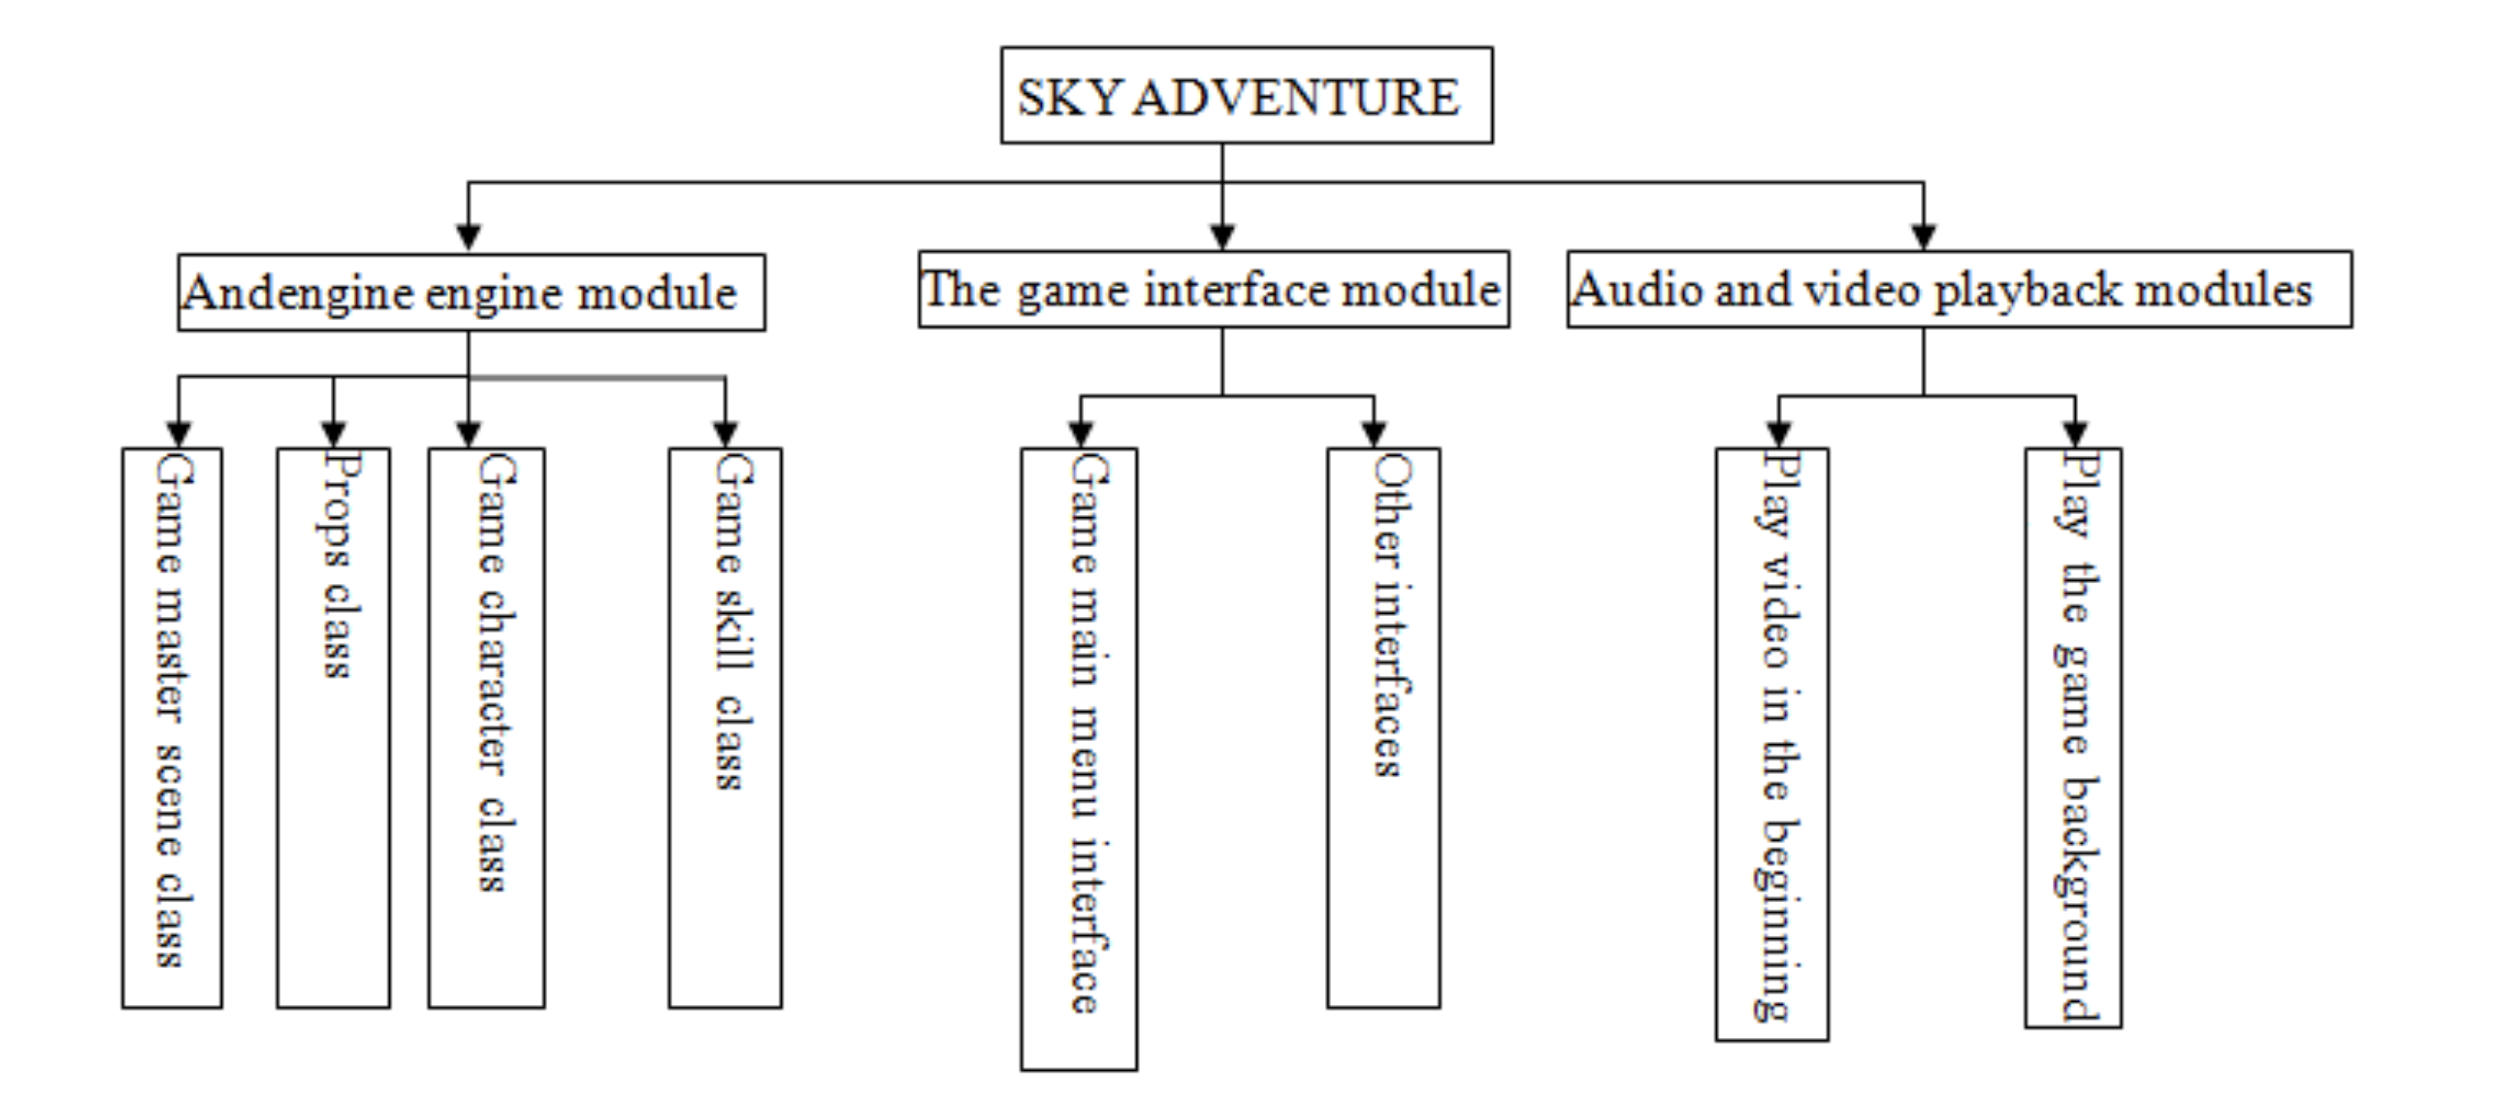 SKY ADVENTURE
Andengine engine module
The game interface module
Audio and video playback modules
Game master scene class
Props class
Game character class
Game skill class
Game main menu interface
Other interfaces
Play video in the beginning
Play the game background